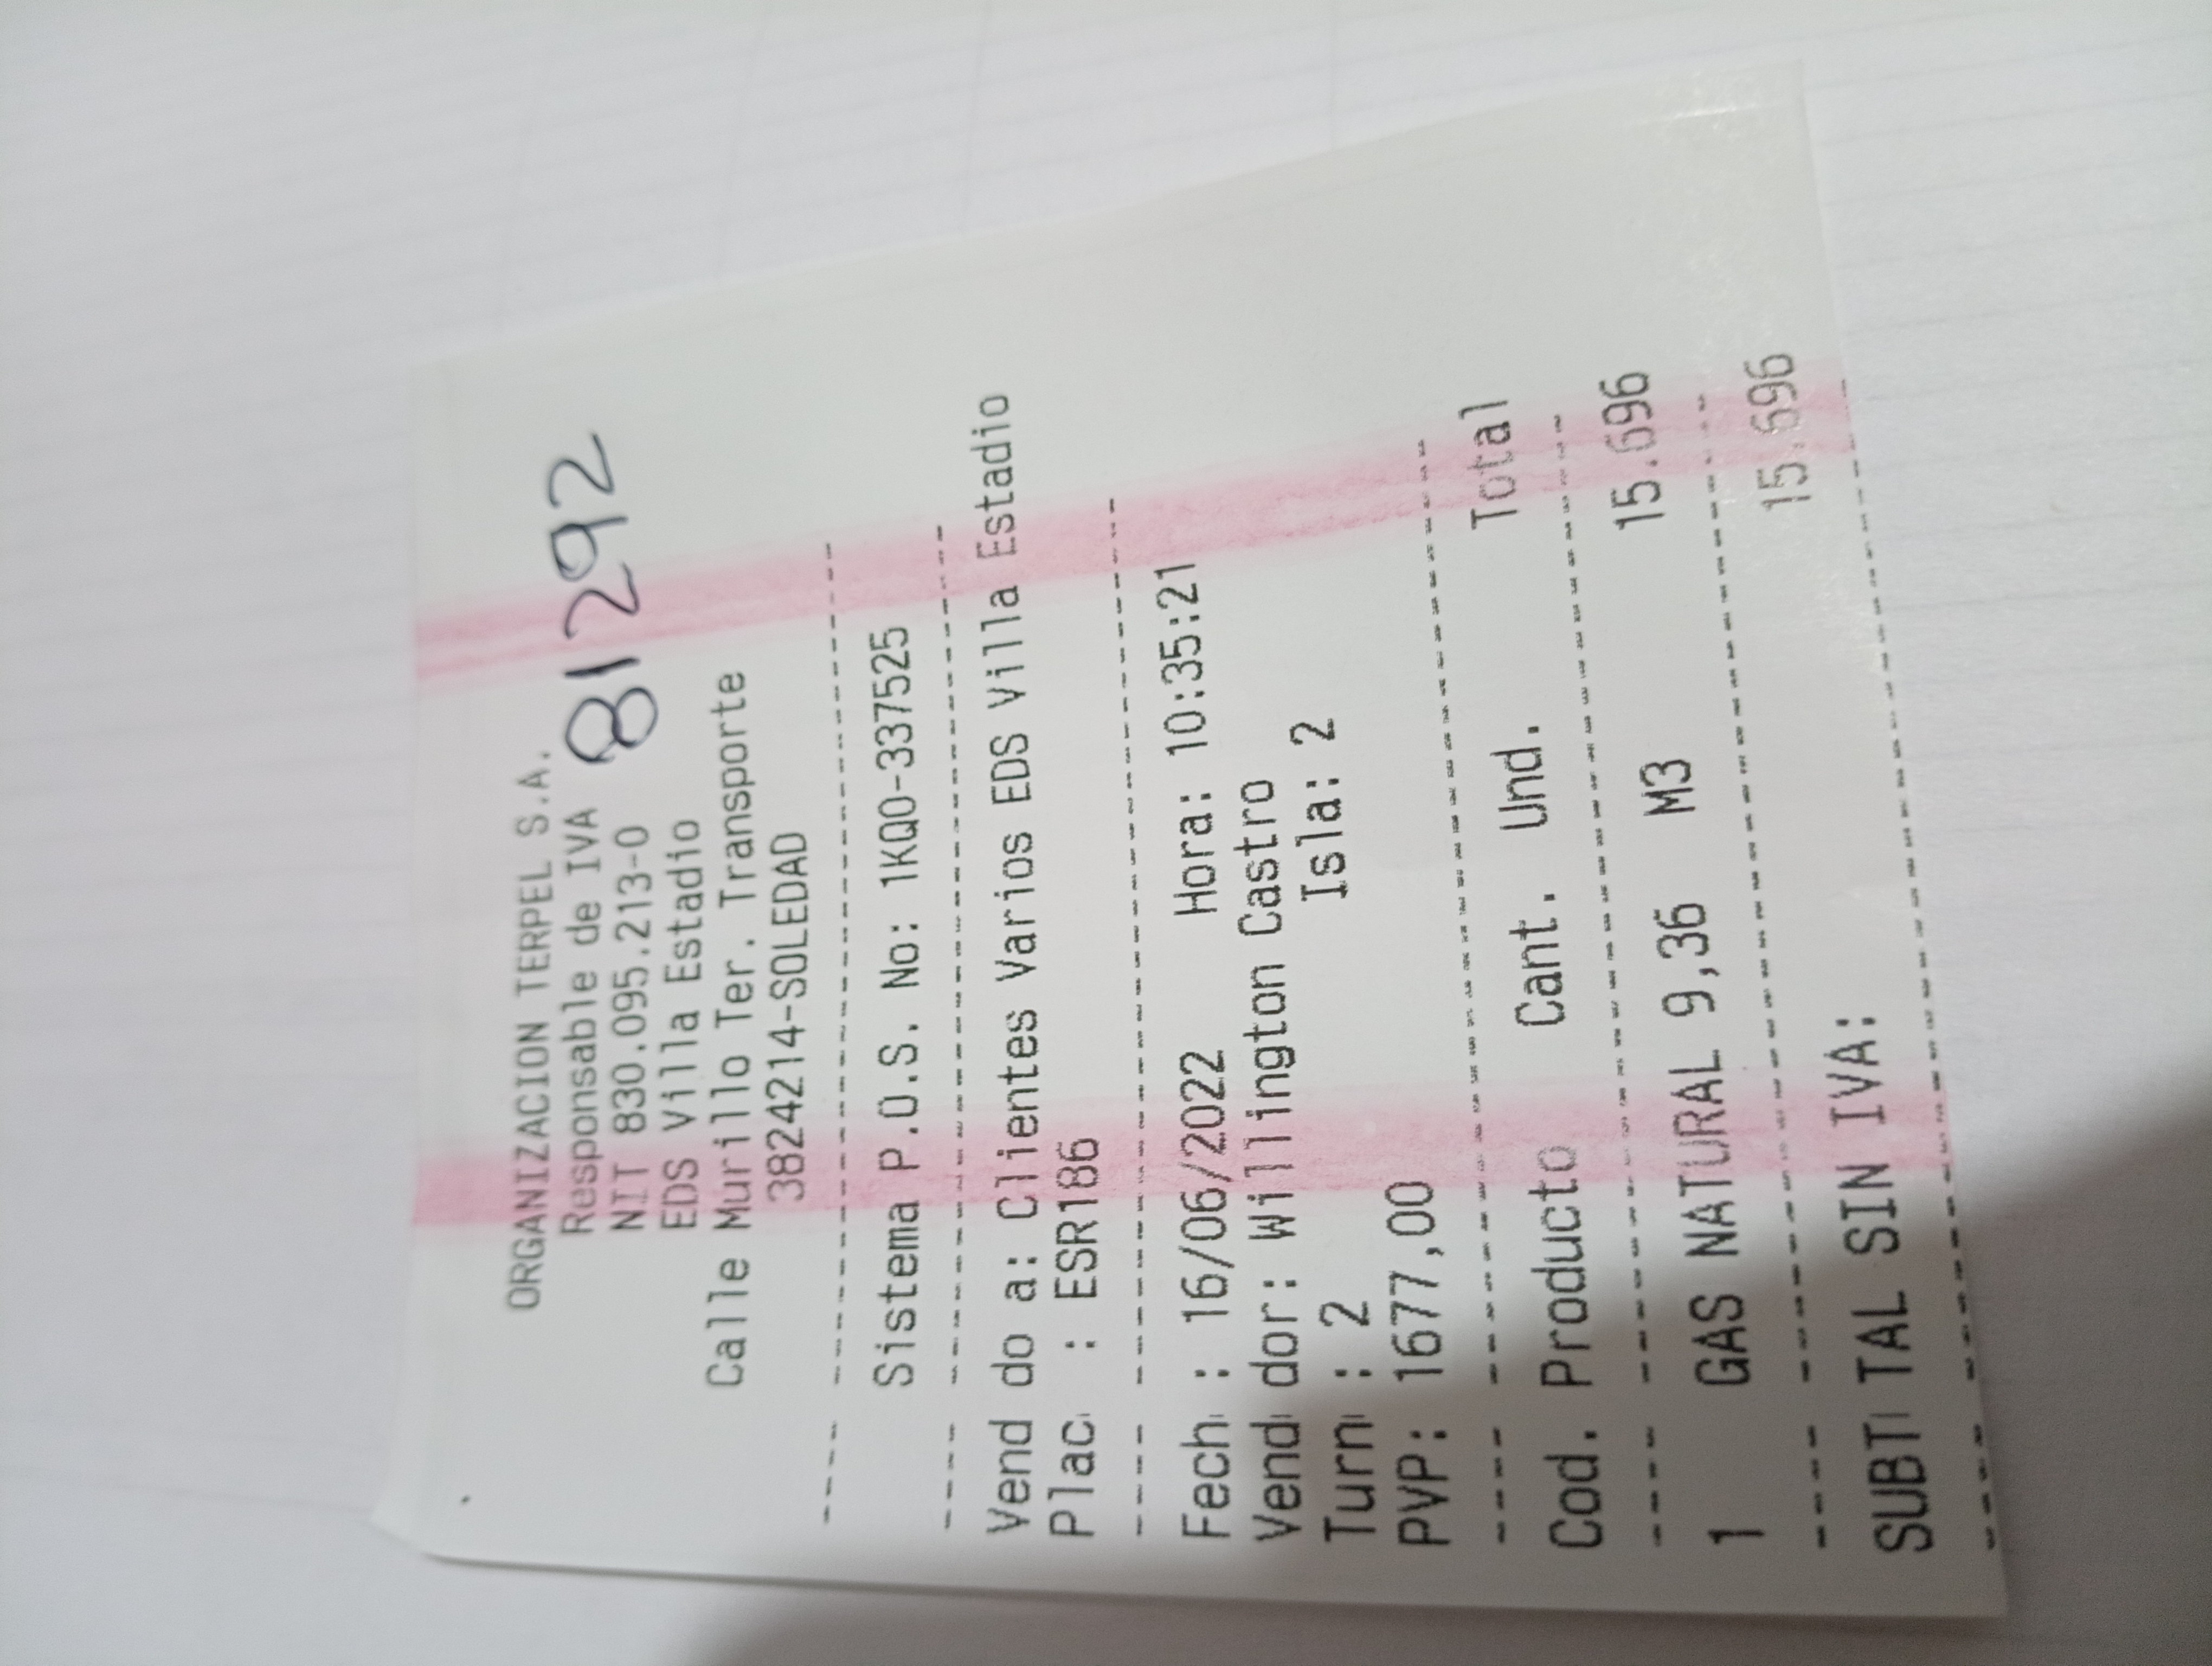 ORGANIZACION TERPEL S.A.
Responsable de IVA
81292
NIT 830.095.213-0
EDS Villa Estadio
Calle Murillo Ter. Transporte
3824214-SOLEDAD
Sistema P.O.S. No: 1KQ0-337525
Vend do a: Clientes Varios EDS Villa Estadio
Plac : ESR186
Fech : 16/06/2022 Hora: 10:35:21
Vend dor: Willington Castro
Turn : 2 Isla: 2
PVP: 1677,00
Cod. Producto Cant. Und. Total
1 GAS NATURAL 9,36 M3 15.696
SUBT TAL SIN IVA: 15.696